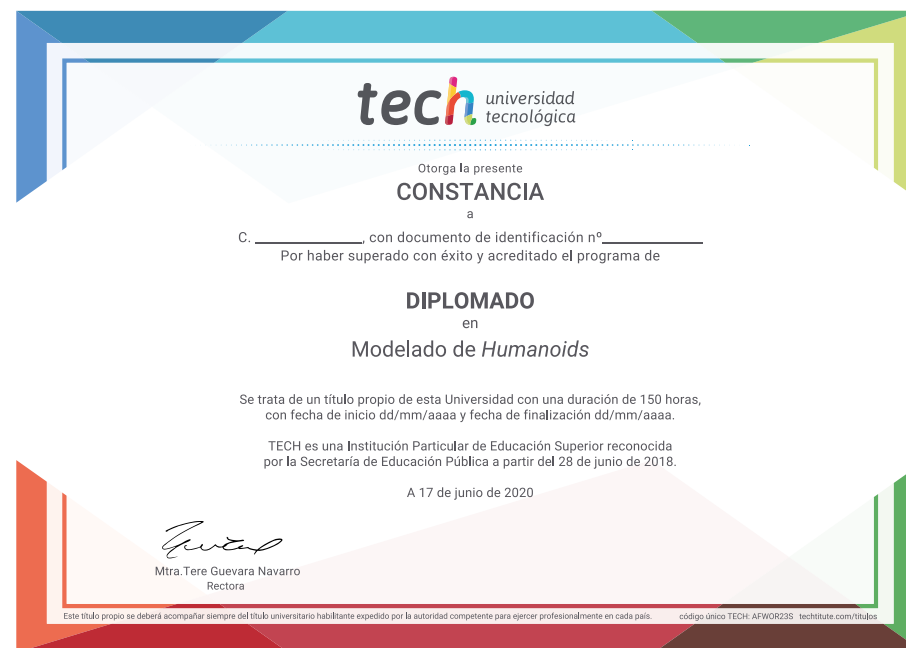 tech universidad
tecnológica
Otorga la presente
CONSTANCIA
a
C. ____________, con documento de identificación nº____________
Por haber superado con éxito y acreditado el programa de
DIPLOMADO
en
Modelado de Humanoids
Se trata de un título propio de esta Universidad con una duración de 150 horas,
con fecha de inicio dd/mm/aaaa y fecha de finalización dd/mm/aaaa.
TECH es una Institución Particular de Educación Superior reconocida
por la Secretaría de Educación Pública a partir del 28 de junio de 2018.
A 17 de junio de 2020
Mtra.Tere Guevara Navarro
Rectora
Este título propio se deberá acompañar siempre del título universitario habilitante expedido por la autoridad competente para ejercer profesionalmente en cada país. código único TECH: AFWOR23S techtitute.com/titulos